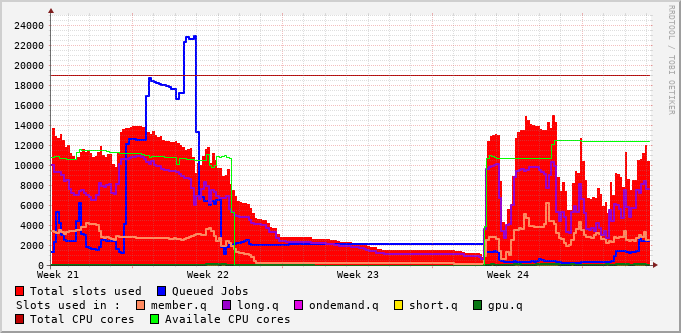 24000
22000
20000
18000
16000
14000
12000
10000
8000
6000
4000
2000
0
Week 21 Week 22 Week 23 Week 24
Total slots used Queued Jobs
Slots used in : member.q long.q ondemand.q short.q gpu.q
Total CPU cores Availale CPU cores
RRDTOOL / TOBI OETIKER